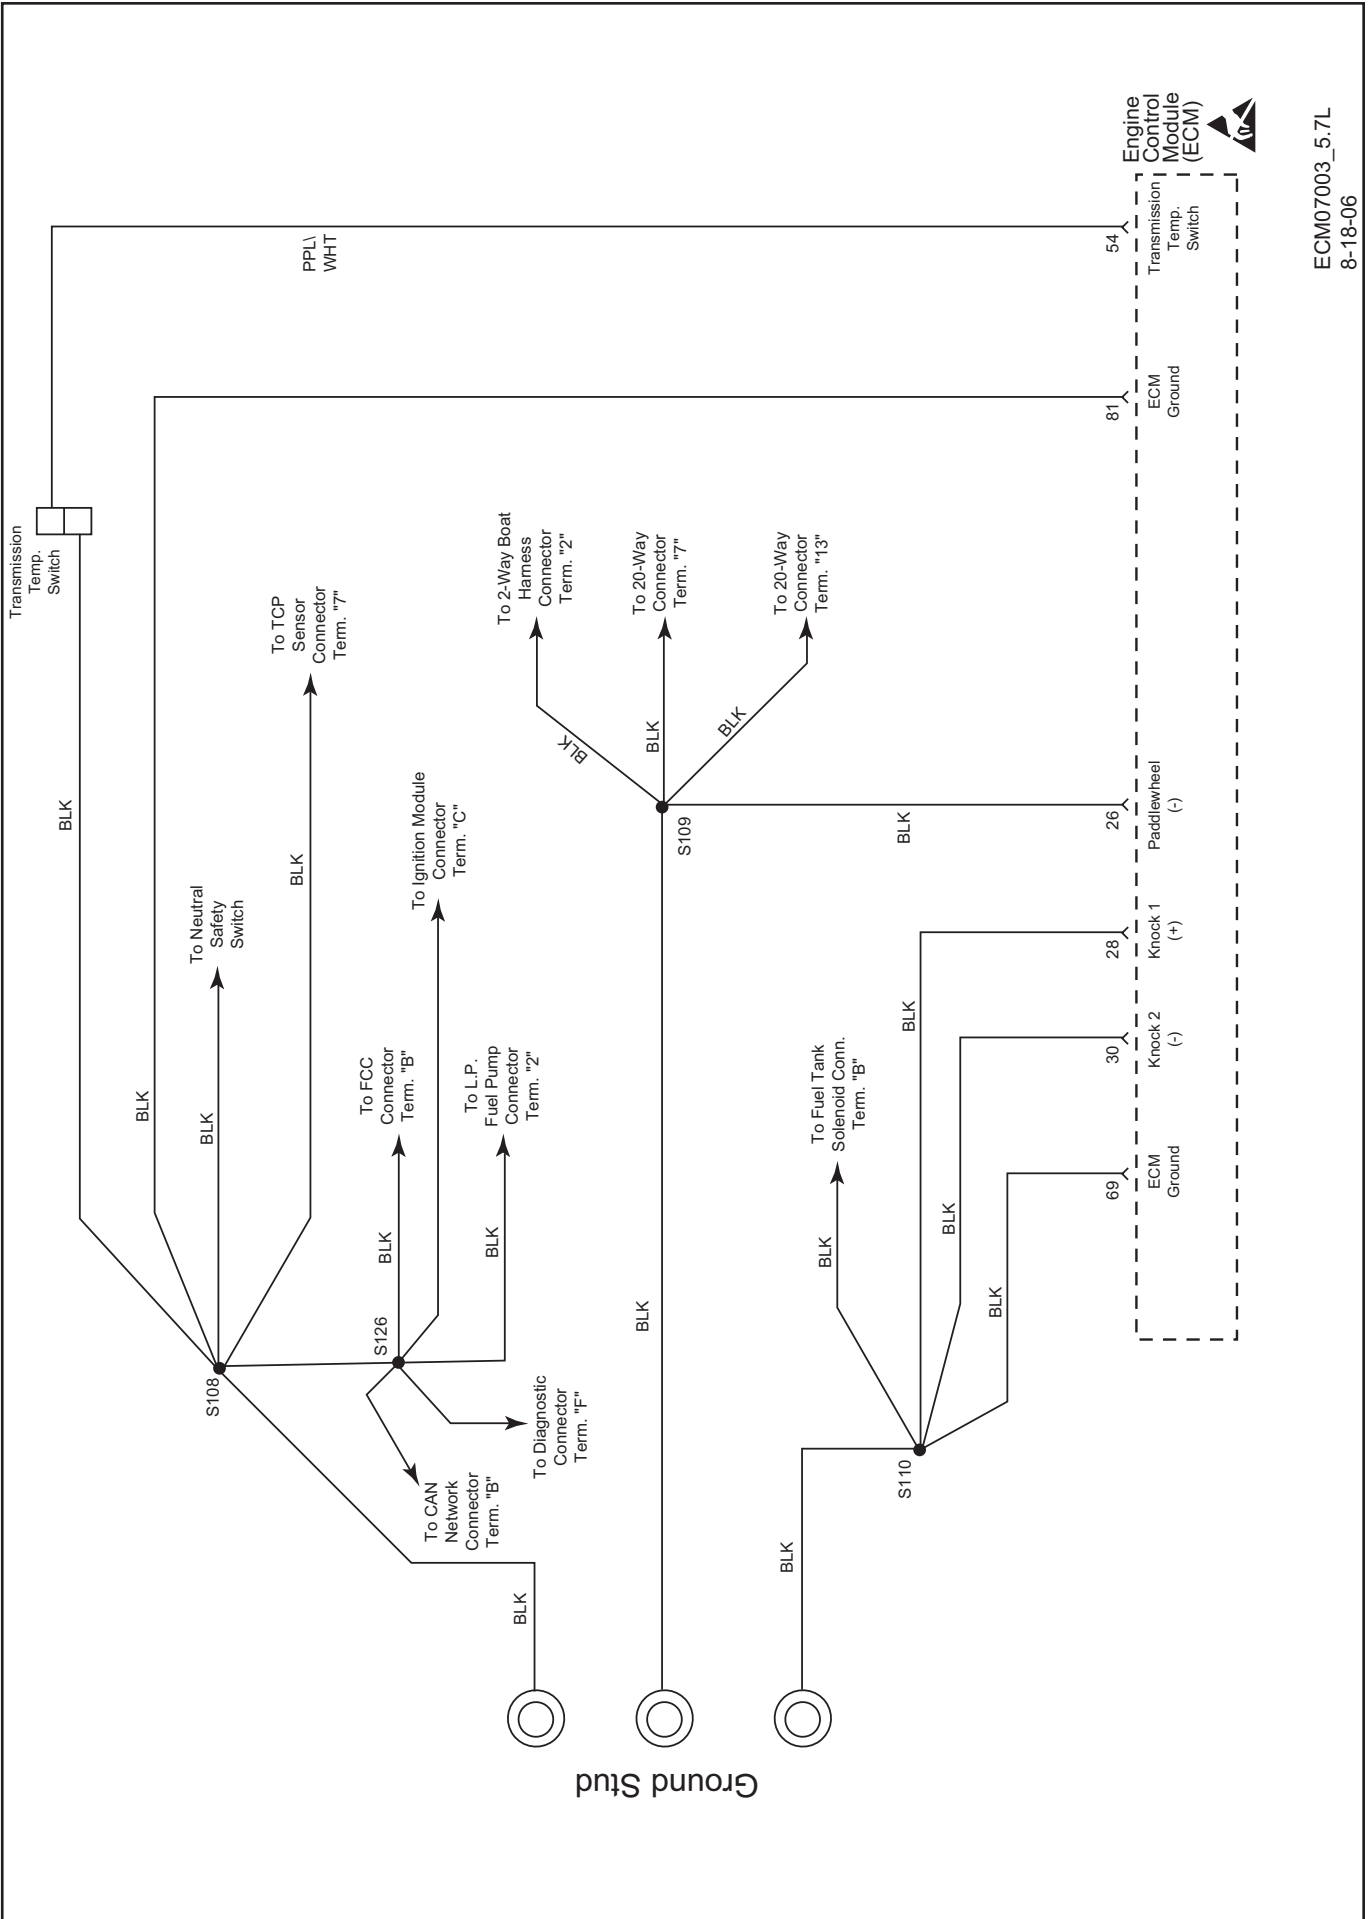 Transmission
Temp.
Switch
PPL\
WHT
BLK
BLK
To Neutral
Safety
Switch
BLK
To TCP
Sensor
Connector
Term. "7"
BLK
S108
To FCC
Connector
Term. "B"
BLK
To Ignition Module
Connector
Term. "C"
To L.P.
Fuel Pump
Connector
Term. "2"
BLK
S126
To CAN
Network
Connector
Term. "B"
To Diagnostic
Connector
Term. "F"
BLK
To 2-Way Boat
Harness
Connector
Term. "2"
BLK
To 20-Way
Connector
Term. "7"
BLK
To 20-Way
Connector
Term. "13"
BLK
S109
BLK
BLK
Ground Stud
To Fuel Tank
Solenoid Conn.
Term. "B"
BLK
BLK
BLK
BLK
S110
BLK
69
ECM
Ground
30
Knock 2
(-)
28
Knock 1
(+)
26
Paddlewheel
(-)
81
ECM
Ground
54
Transmission
Temp.
Switch
Engine
Control
Module
(ECM)
ECM07003_5.7L
8-18-06